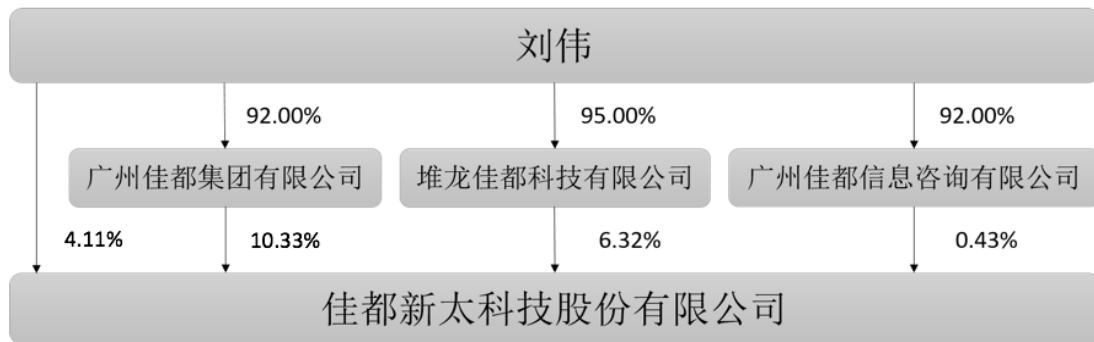 刘伟
92.00%
95.00%
92.00%
广州佳都集团有限公司
堆龙佳都科技有限公司
广州佳都信息咨询有限公司
4.11%
10.33%
6.32%
0.43%
佳都新太科技股份有限公司